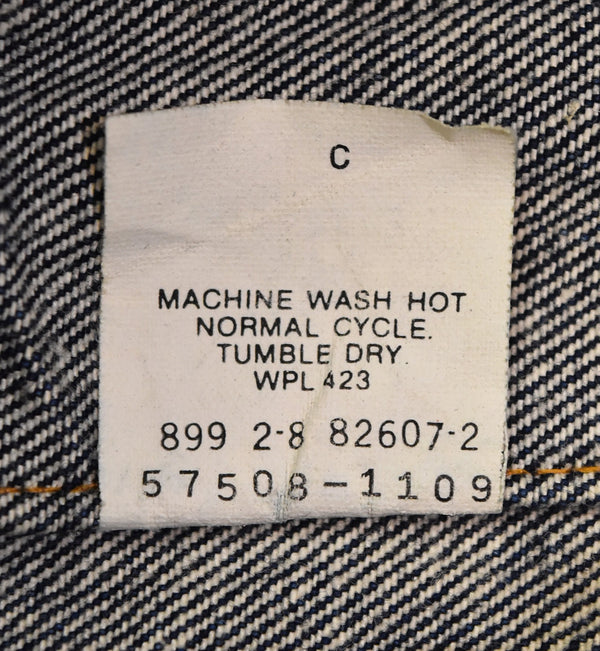 C
MACHINE WASH HOT
NORMAL CYCLE.
TUMBLE DRY
WPL 423
899 2-8 82607-2
57508-1109